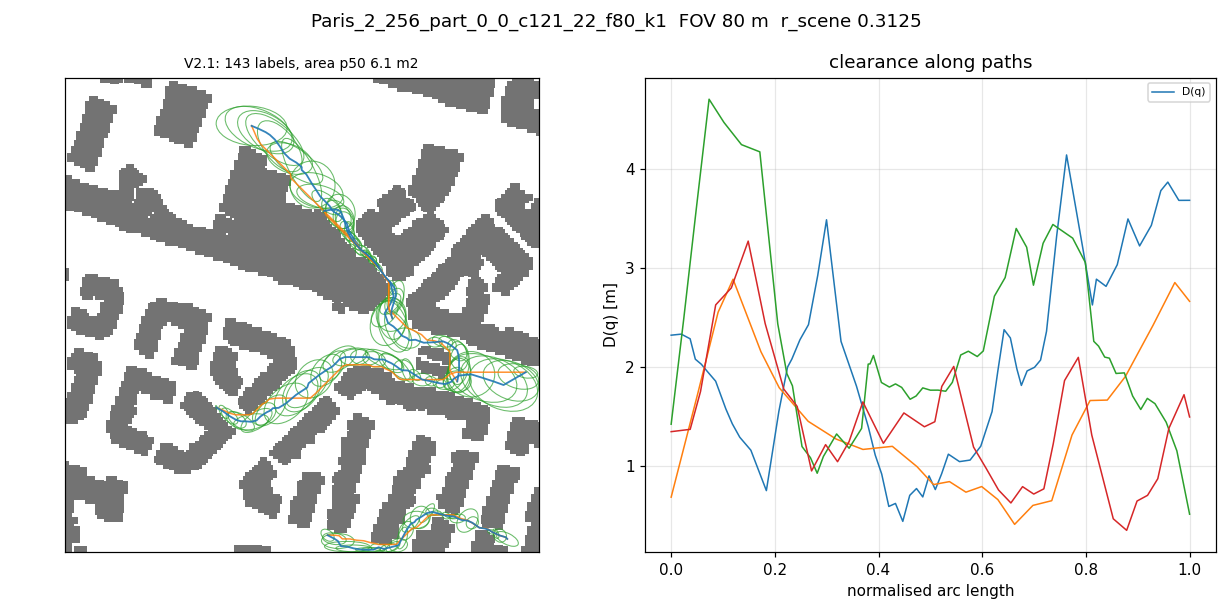 Paris_2_256_part_0_0_c121_22_f80_k1 FOV 80 m r_scene 0.3125
V2.1: 143 labels, area p50 6.1 m2
clearance along paths
D(q)
D(q) [m]
4
3
2
1
0.0 0.2 0.4 0.6 0.8 1.0
normalised arc length